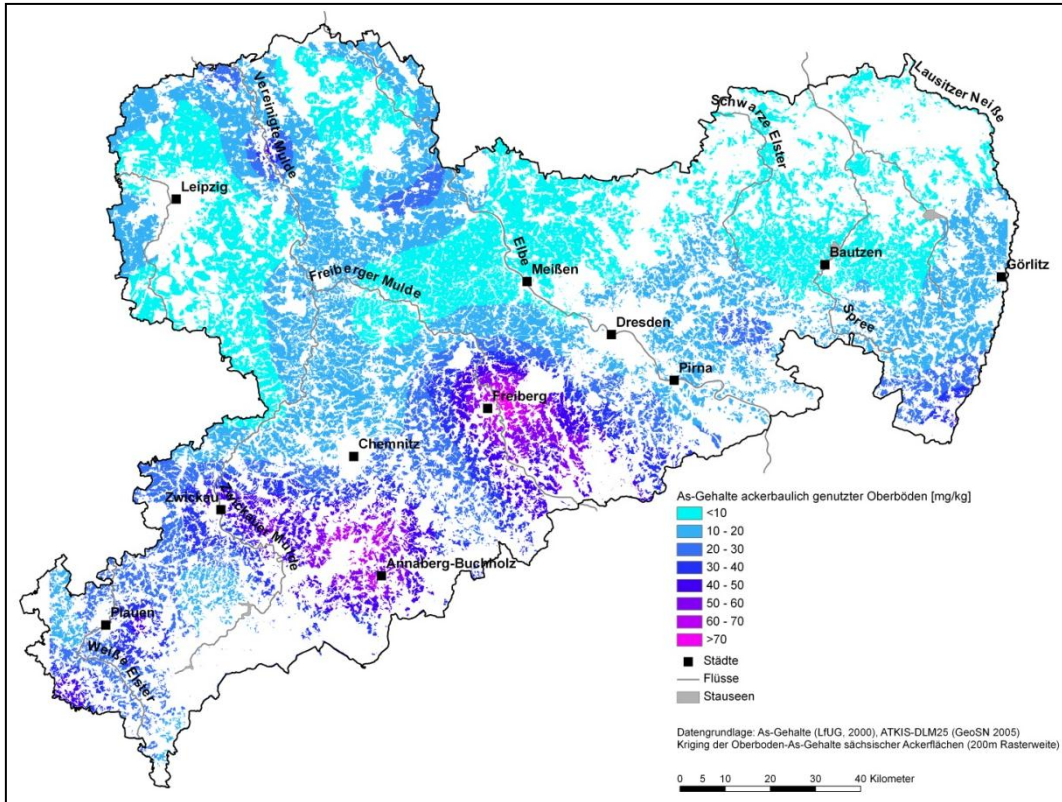 Vereinigte Mulde
Lausitzer Neiße
Schwarze Elster
Leipzig
Elbe
Bautzen
Görlitz
Meißen
Freiberger Mulde
Spree
Dresden
Pirna
Freiberg
Chemnitz
Zwickau
Zwickauer Mulde
Annaberg-Buchholz
Plauen
Weiße Elster
As-Gehalte ackerbaulich genutzter Oberböden [mg/kg]
<10
10 - 20
20 - 30
30 - 40
40 - 50
50 - 60
60 - 70
>70
Städte
Flüsse
Stauseen
Datengrundlage: As-Gehalte (LfUG, 2000), ATKIS-DLM25 (GeoSN 2005)
Kriging der Oberboden-As-Gehalte sächsischer Ackerflächen (200m Rasterweite)
0 5 10 20 30 40 Kilometer